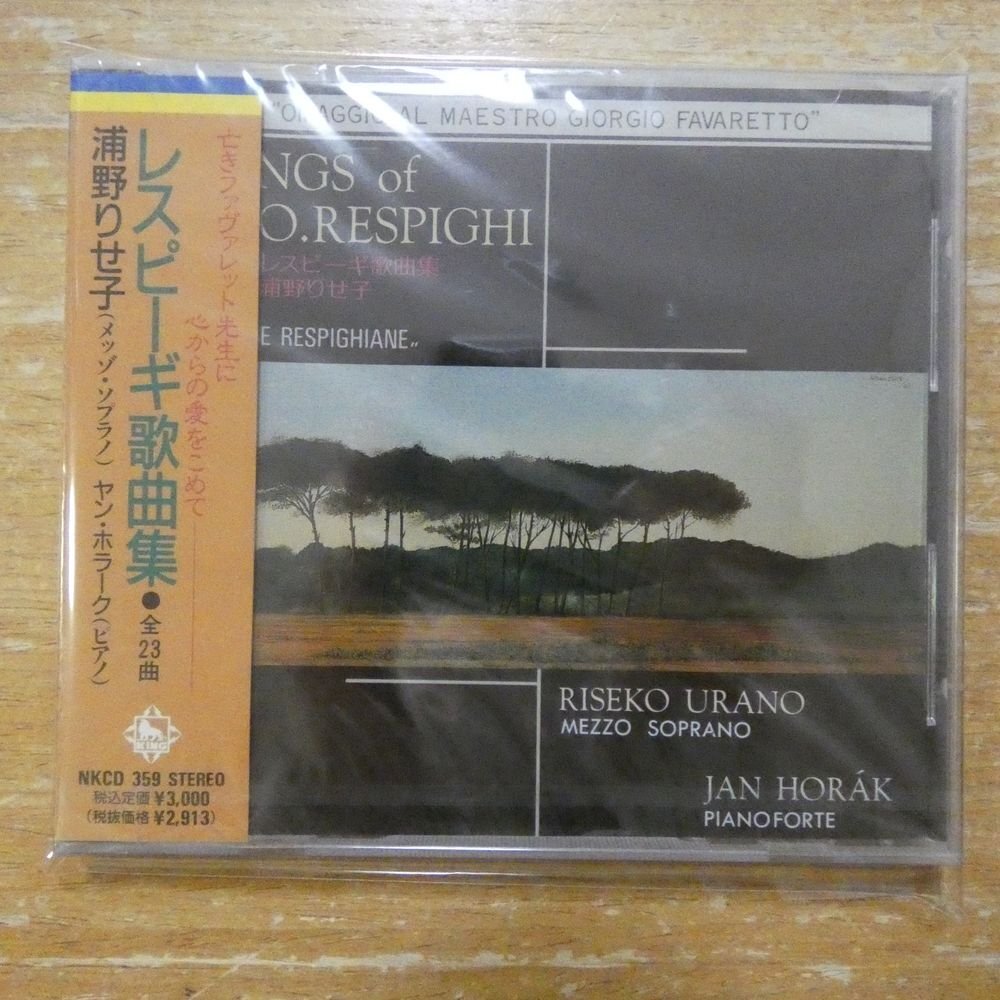 亡きファヴァレット先生に
心からの愛をこめて
レスピーギ歌曲集●全23曲
浦野りせ子(メッゾ・ソプラノ) ヤン・ホラーク(ピアノ)
KING
NKCD 359 STEREO
税込定価 ¥3,000
(税抜価格 ¥2,913)
"OMAGGIO AL MAESTRO GIORGIO FAVARETTO"
NGS of
O.RESPIGHI
レスピーギ歌曲集
浦野りせ子
E RESPIGHIANE„
RISEKO URANO
MEZZO SOPRANO
JAN HORÁK
PIANOFORTE